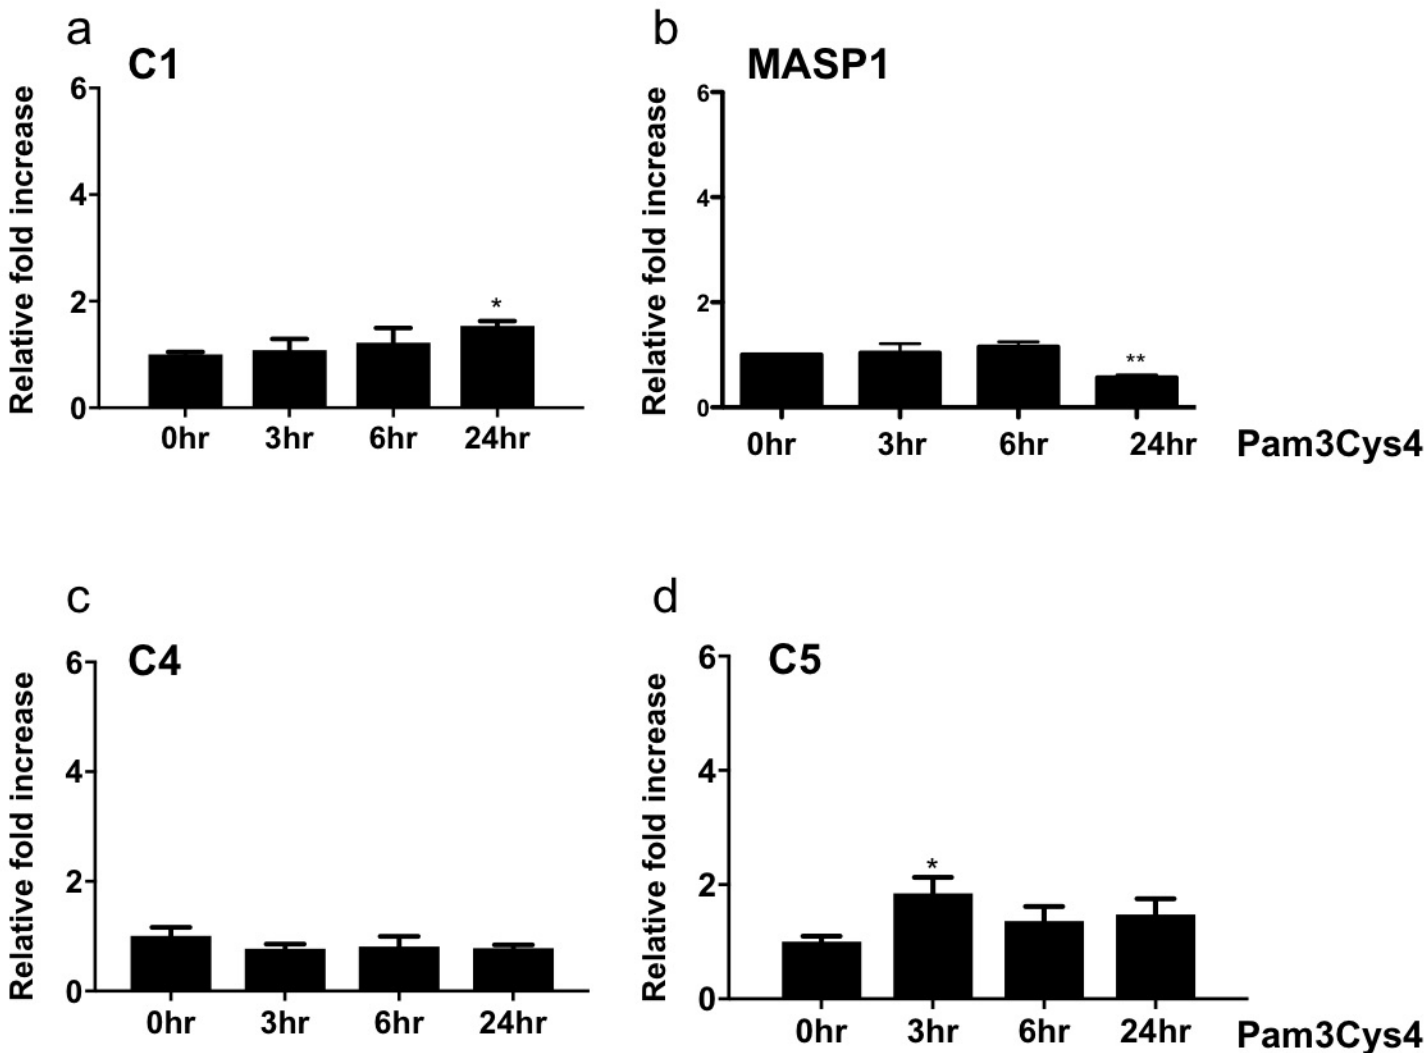 a
C1
Relative fold increase
6
4
2
0
*
0hr 3hr 6hr 24hr
b
MASP1
Relative fold increase
6
4
2
0
**
0hr 3hr 6hr 24hr Pam3Cys4
c
C4
Relative fold increase
6
4
2
0
0hr 3hr 6hr 24hr
d
C5
Relative fold increase
6
4
2
0
*
0hr 3hr 6hr 24hr Pam3Cys4